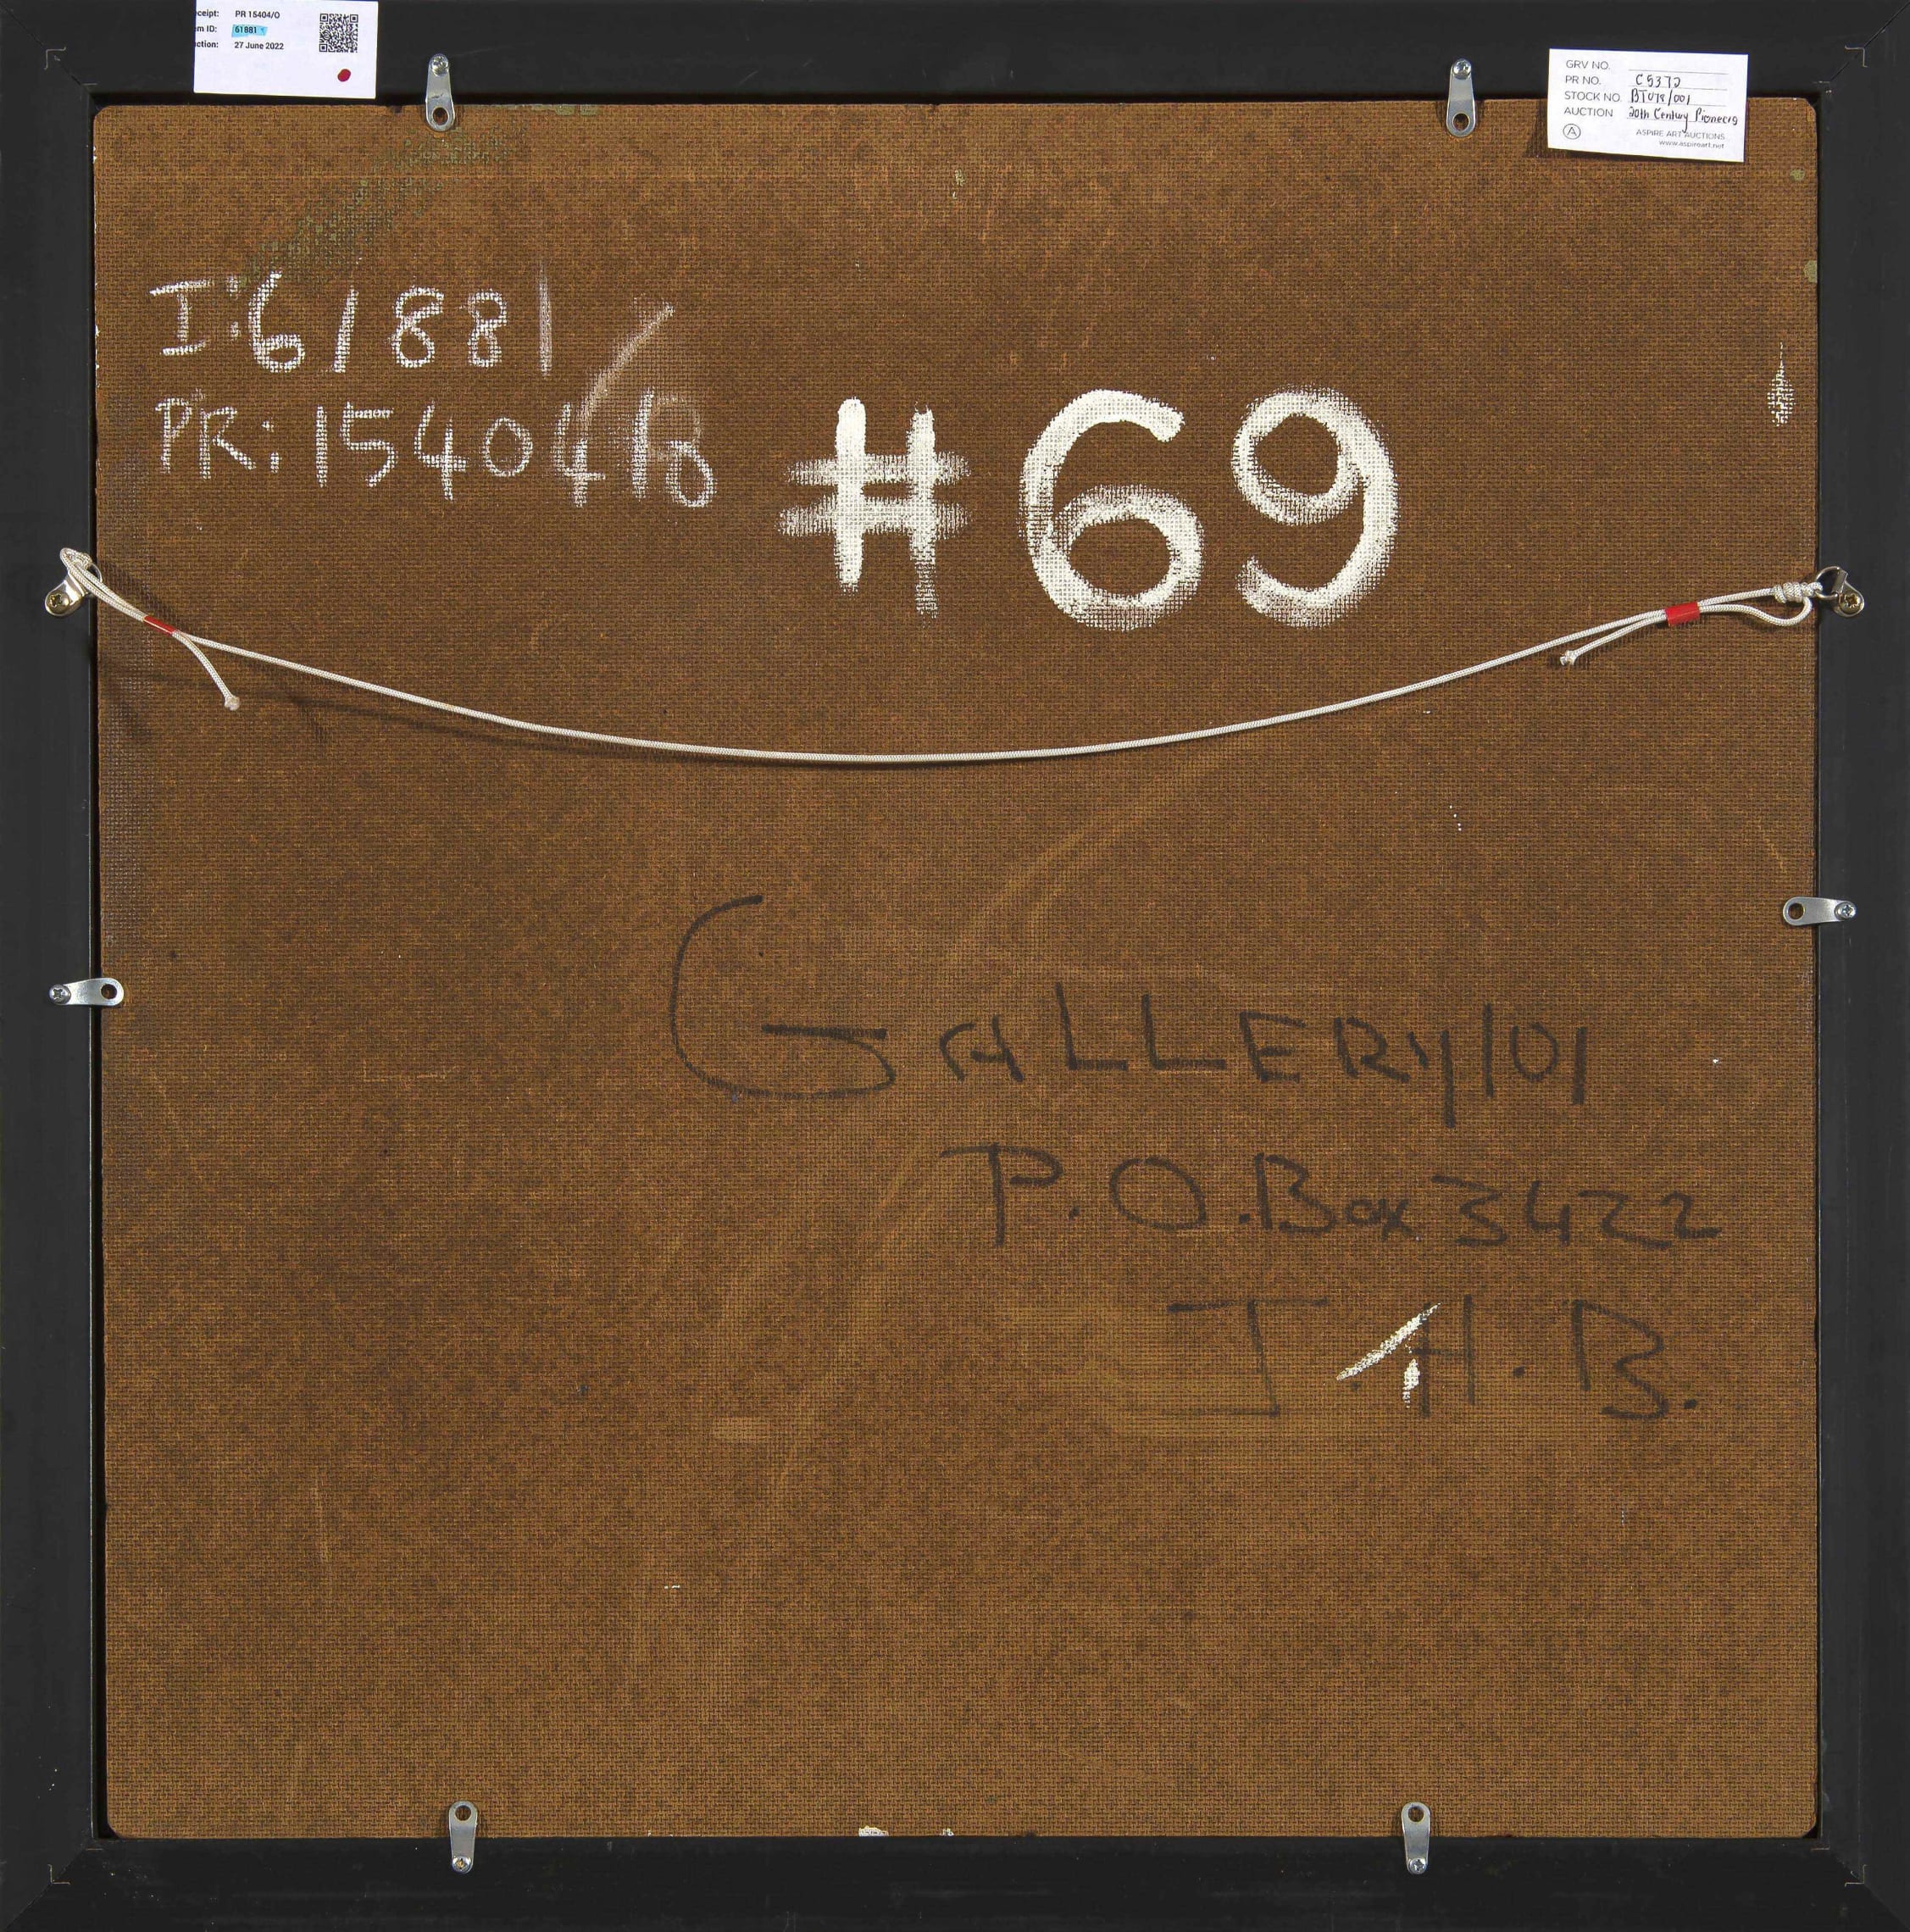 ceipt: PR 15404/O
m ID: 61881
ction: 27 June 2022
GRV NO.
PR NO. C5372
STOCK NO. BT078/001
AUCTION 20th Century Pioneers
A ASPIRE ART AUCTIONS
www.aspireart.net
I:61881
PR: 15404
#69
GALLERY 101
P.O. Box 3422
J.H.B.